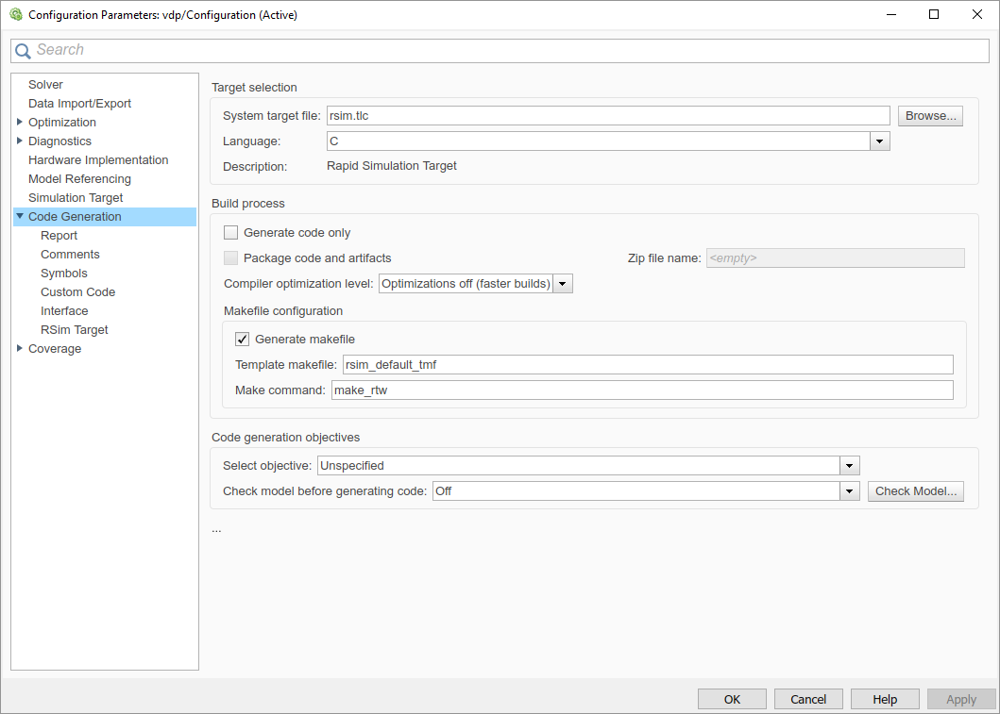 Configuration Parameters: vdp/Configuration (Active)
Search
Solver
Data Import/Export
Optimization
Diagnostics
Hardware Implementation
Model Referencing
Simulation Target
Code Generation
Report
Comments
Symbols
Custom Code
Interface
RSim Target
Coverage
Target selection
System target file: rsim.tlc Browse...
Language: C
Description: Rapid Simulation Target
Build process
Generate code only
Package code and artifacts Zip file name: <empty>
Compiler optimization level: Optimizations off (faster builds)
Makefile configuration
Generate makefile
Template makefile: rsim_default_tmf
Make command: make_rtw
Code generation objectives
Select objective: Unspecified
Check model before generating code: Off Check Model...
...
OK Cancel Help Apply